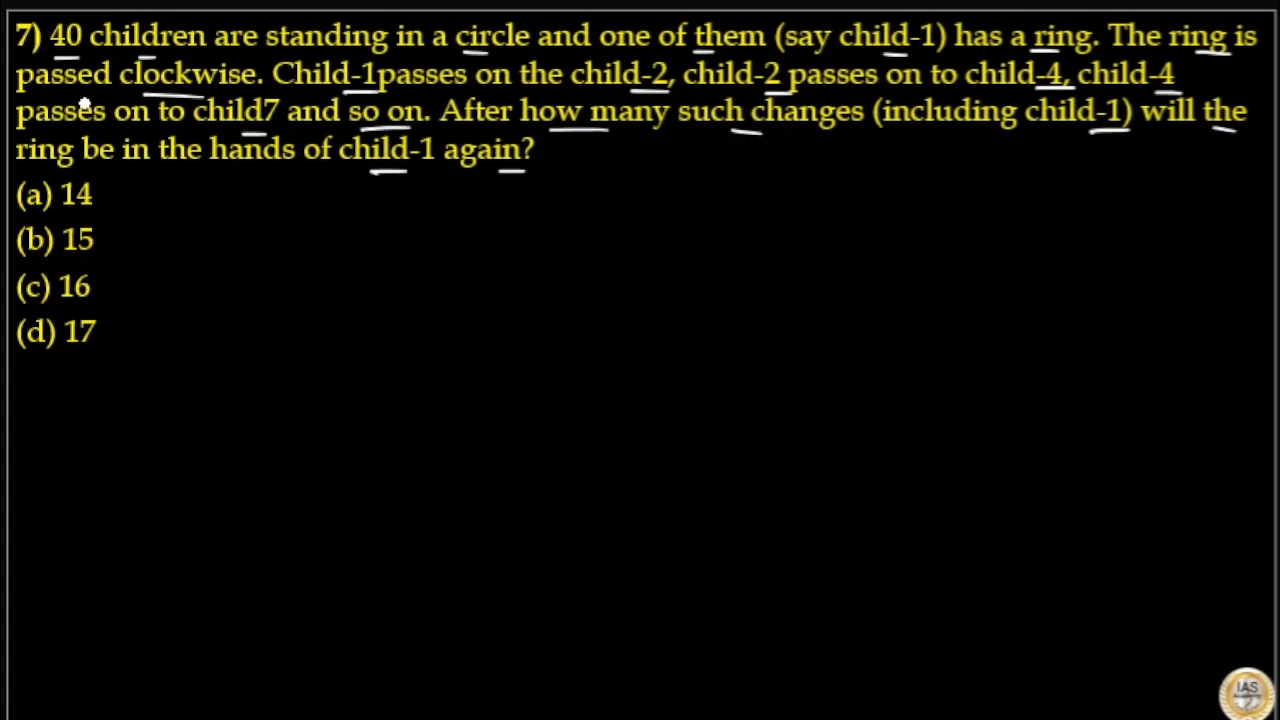 7) 40 children are standing in a circle and one of them (say child-1) has a ring. The ring is
passed clockwise. Child-1passes on the child-2, child-2 passes on to child-4, child-4
passes on to child7 and so on. After how many such changes (including child-1) will the
ring be in the hands of child-1 again?
(a) 14
(b) 15
(c) 16
(d) 17
IAS